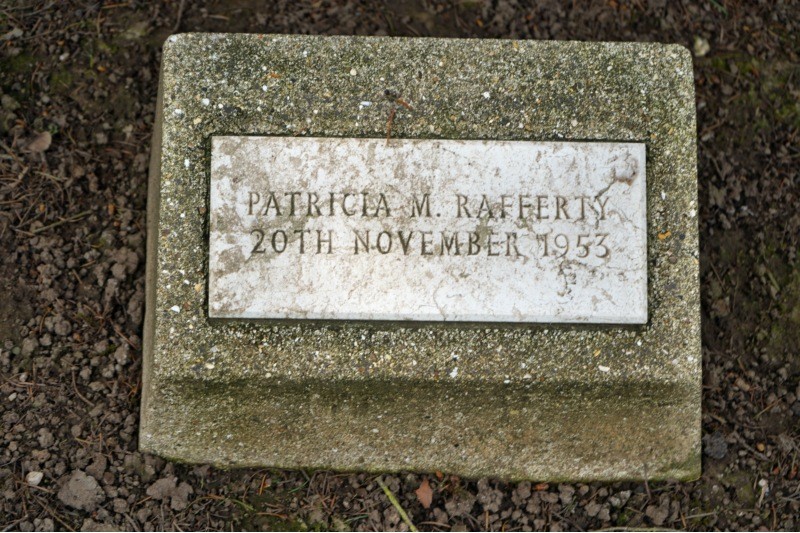 PATRICIA M. RAFFERTY
20TH NOVEMBER 1953